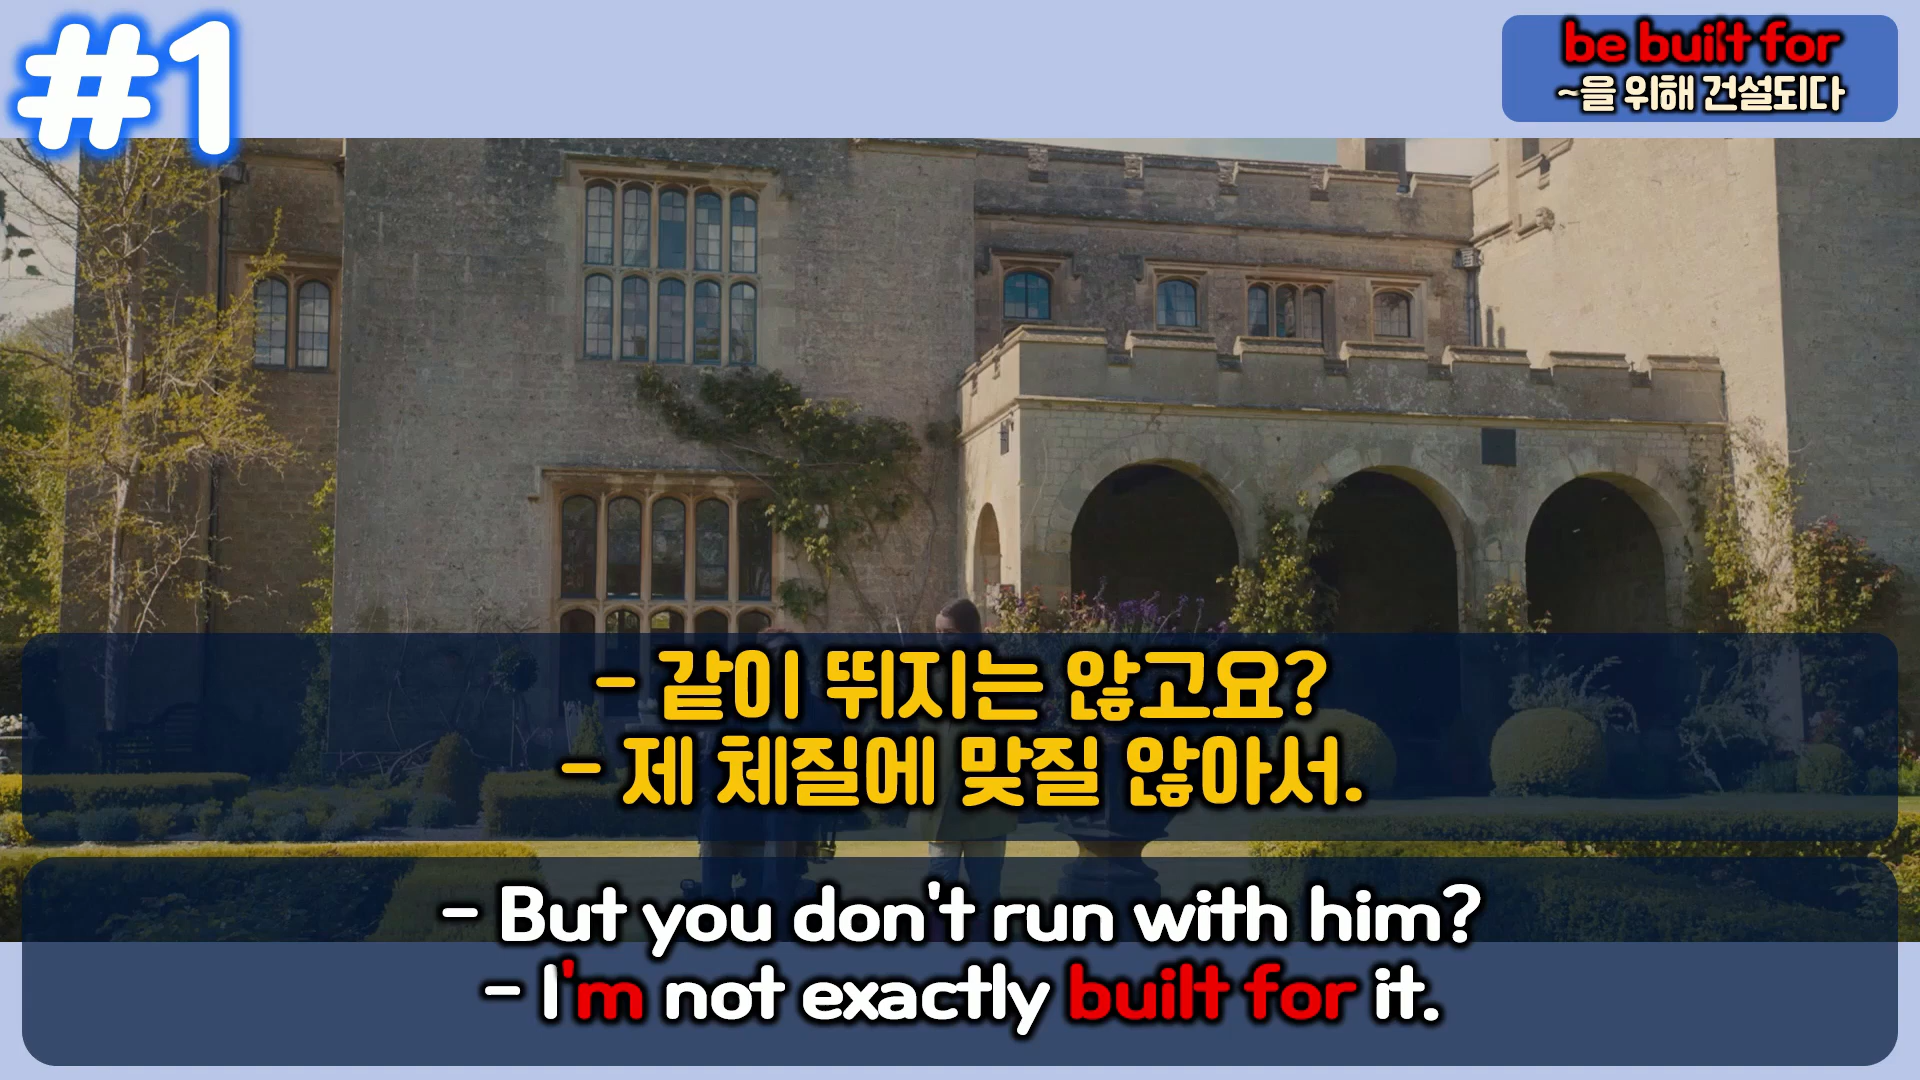 #1
be built for
~을 위해 건설되다
- 같이 뛰지는 않고요?
- 제 체질에 맞질 않아서.
- But you don't run with him?
- I'm not exactly built for it.